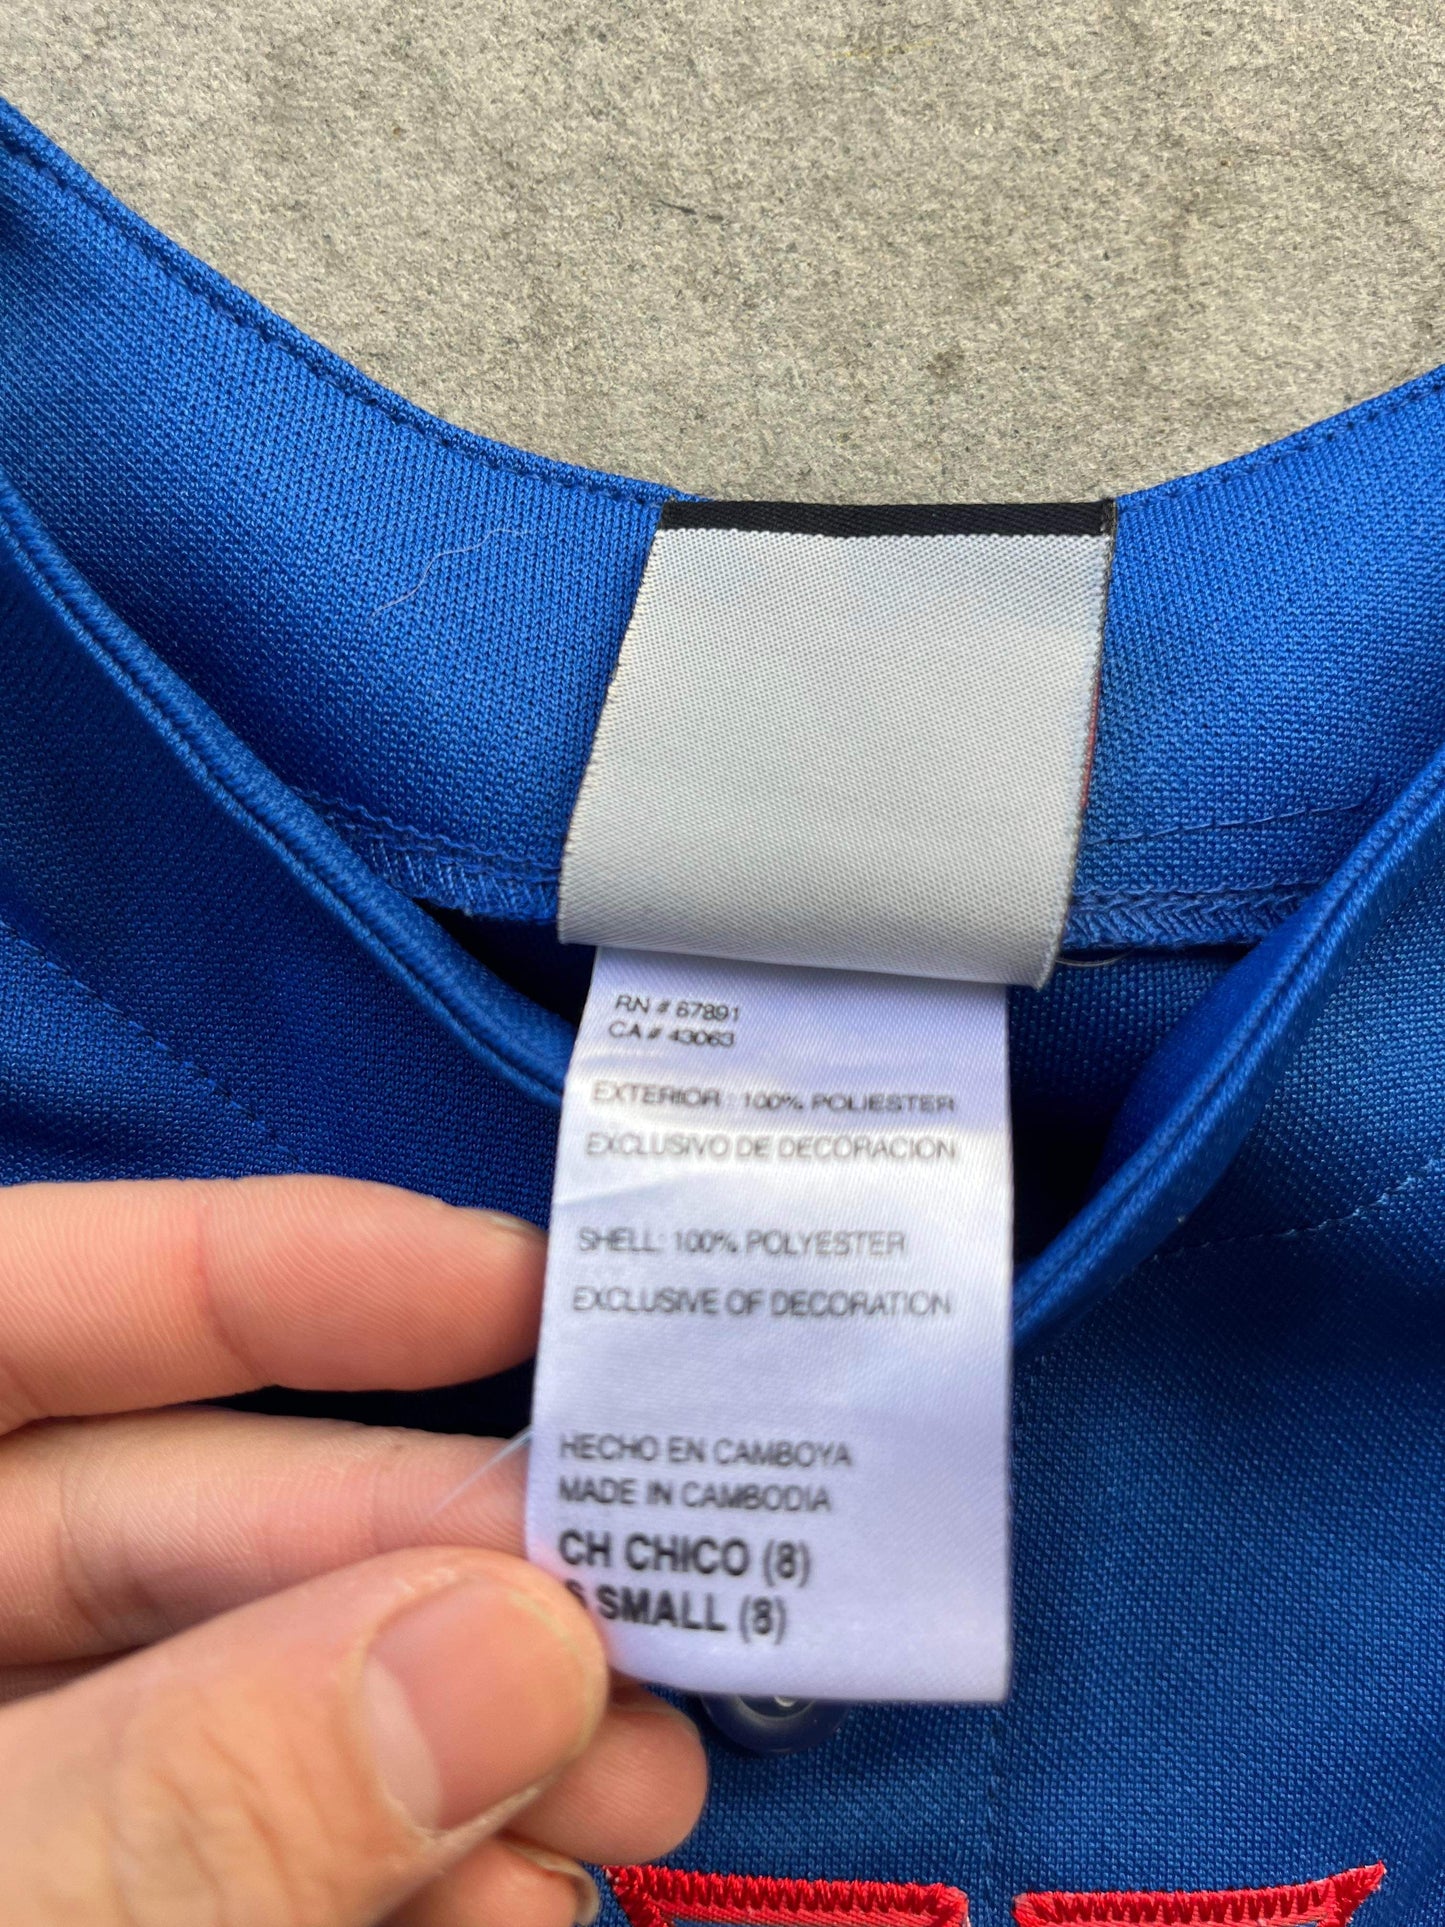 RN # 67891
CA # 43063
EXTERIOR : 100% POLIESTER
EXCLUSIVO DE DECORACION
SHELL: 100% POLYESTER
EXCLUSIVE OF DECORATION
HECHO EN CAMBOYA
MADE IN CAMBODIA
CH CHICO (8)
S SMALL (8)